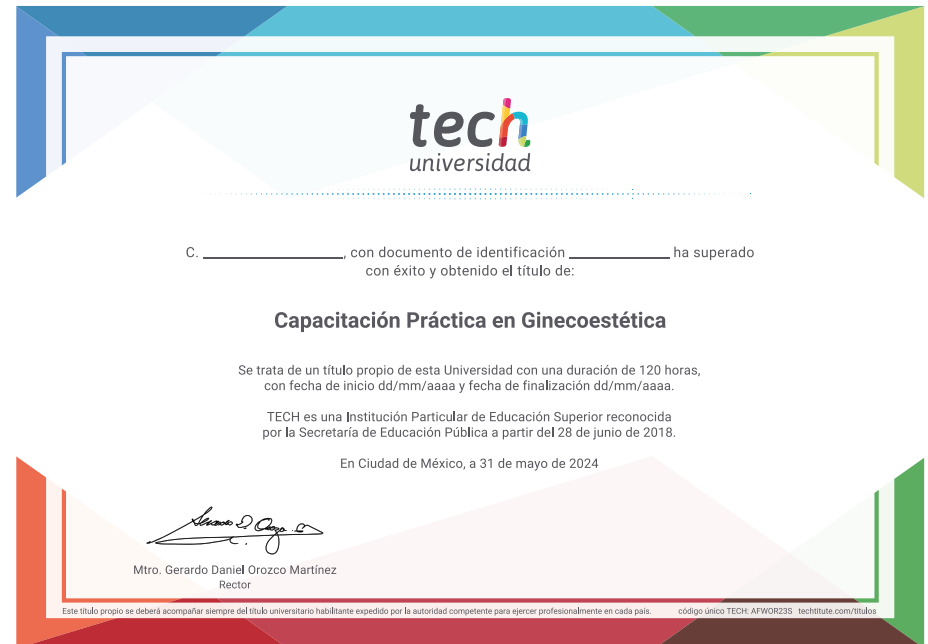 tech
universidad
C. ____________________, con documento de identificación ______________ ha superado
con éxito y obtenido el título de:
Capacitación Práctica en Ginecoestética
Se trata de un título propio de esta Universidad con una duración de 120 horas,
con fecha de inicio dd/mm/aaaa y fecha de finalización dd/mm/aaaa.
TECH es una Institución Particular de Educación Superior reconocida
por la Secretaría de Educación Pública a partir del 28 de junio de 2018.
En Ciudad de México, a 31 de mayo de 2024
Mtro. Gerardo Daniel Orozco Martínez
Rector
Este título propio se deberá acompañar siempre del título universitario habilitante expedido por la autoridad competente para ejercer profesionalmente en cada país. código único TECH: AFWOR23S techtitute.com/titulos